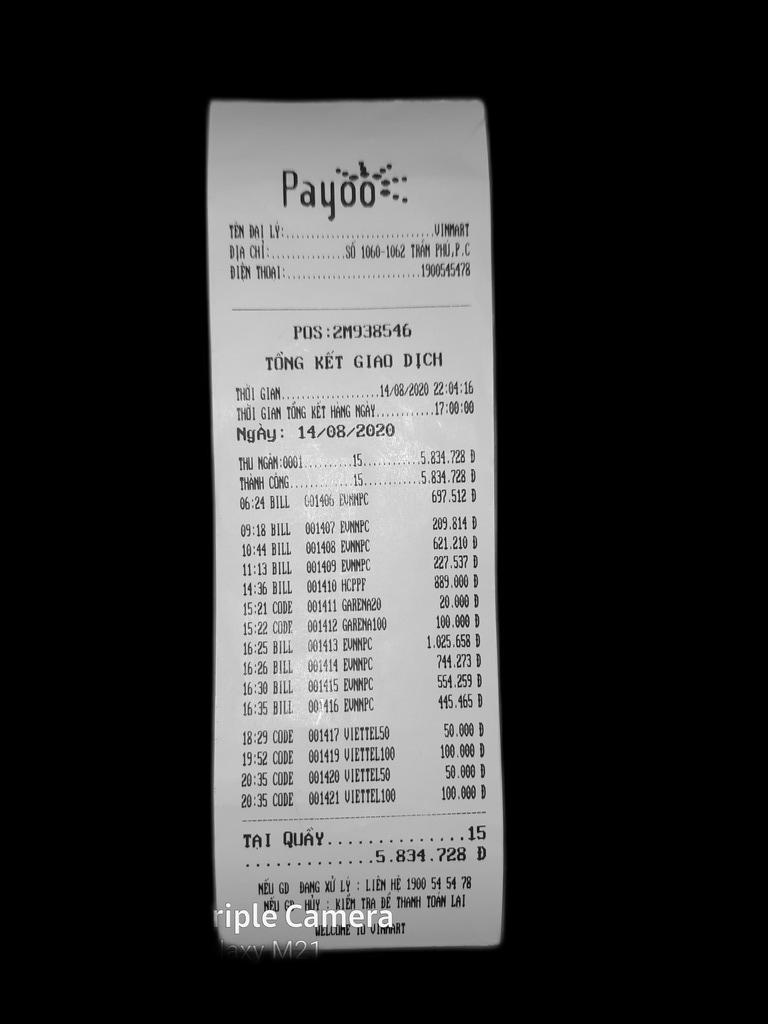 Payoo
TÊN ĐẠI LÝ:..............................VINMART
ĐỊA CHỈ:...............SỐ 1060-1062 TRẦN PHÚ,P.C
ĐIỆN THOẠI:...........................1900545478
POS:2M938546
TỔNG KẾT GIAO DỊCH
THỜI GIAN....................14/08/2020 22:04:16
THỜI GIAN TỔNG KẾT HÀNG NGÀY............17:00:00
Ngày: 14/08/2020
THU NGÂN:0001..........15............5.834.728 Đ
THÀNH CÔNG.............15............5.834.728 Đ
06:24 BILL 001406 EVNNPC 697.512 Đ
09:18 BILL 001407 EVNNPC 209.814 Đ
10:44 BILL 001408 EVNNPC 621.210 Đ
11:13 BILL 001409 EVNNPC 227.537 Đ
14:36 BILL 001410 HCPPF 889.000 Đ
15:21 CODE 001411 GARENA20 20.000 Đ
15:22 CODE 001412 GARENA100 100.000 Đ
16:25 BILL 001413 EVNNPC 1.025.658 Đ
16:26 BILL 001414 EVNNPC 744.273 Đ
16:30 BILL 001415 EVNNPC 554.259 Đ
16:35 BILL 001416 EVNNPC 445.465 Đ
18:29 CODE 001417 VIETTEL50 50.000 Đ
19:52 CODE 001419 VIETTEL100 100.000 Đ
20:35 CODE 001420 VIETTEL50 50.000 Đ
20:35 CODE 001421 VIETTEL100 100.000 Đ
TẠI QUẦY..............15
.............5.834.728 Đ
NẾU GD ĐANG XỬ LÝ : LIÊN HỆ 1900 54 54 78
NẾU GD HỦY : KIỂM TRA ĐỂ THANH TOÁN LẠI
WELCOME TO VINMART
riple Camera
laxy M21